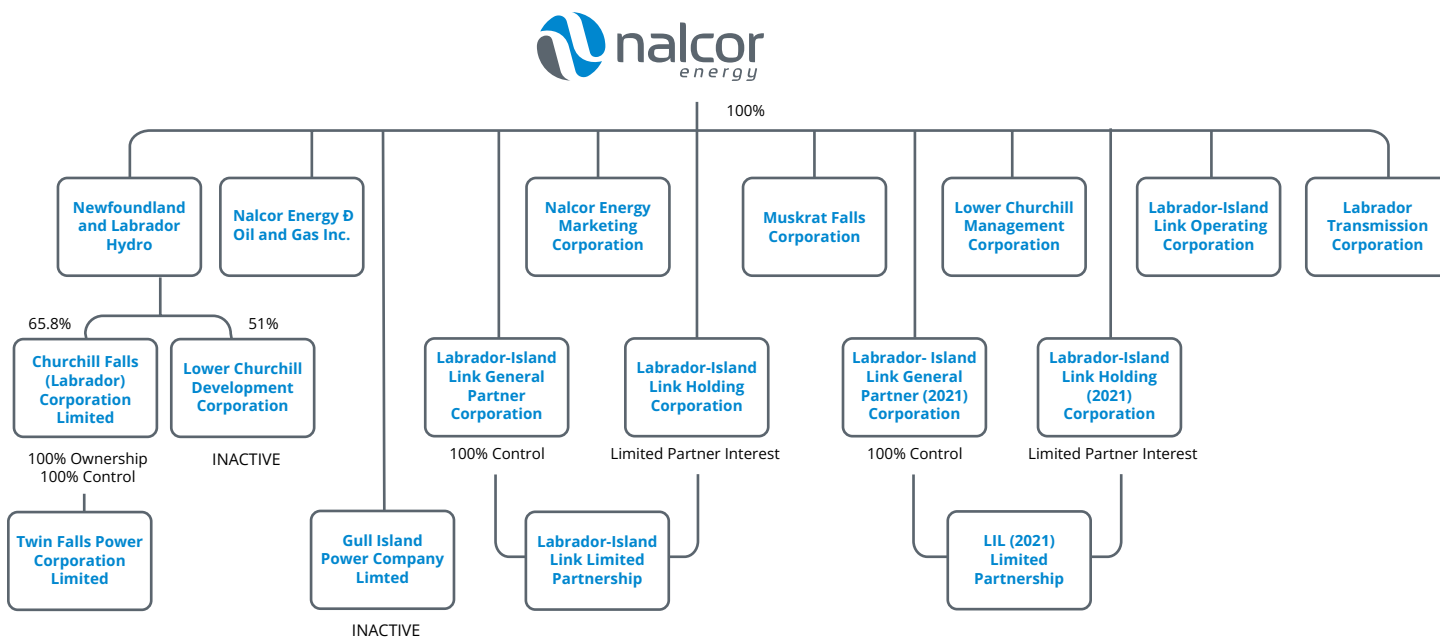 nalcor
energy
100%
Newfoundland
and Labrador
Hydro
Nalcor Energy Đ
Oil and Gas Inc.
Nalcor Energy
Marketing
Corporation
Muskrat Falls
Corporation
Lower Churchill
Management
Corporation
Labrador-Island
Link Operating
Corporation
Labrador
Transmission
Corporation
65.8%
51%
Churchill Falls
(Labrador)
Corporation
Limited
Lower Churchill
Development
Corporation
Labrador-Island
Link General
Partner
Corporation
Labrador-Island
Link Holding
Corporation
Labrador- Island
Link General
Partner (2021)
Corporation
Labrador-Island
Link Holding
(2021)
Corporation
100% Ownership
100% Control
INACTIVE
100% Control
Limited Partner Interest
100% Control
Limited Partner Interest
Twin Falls Power
Corporation
Limited
Gull Island
Power Company
Limted
Labrador-Island
Link Limited
Partnership
LIL (2021)
Limited
Partnership
INACTIVE